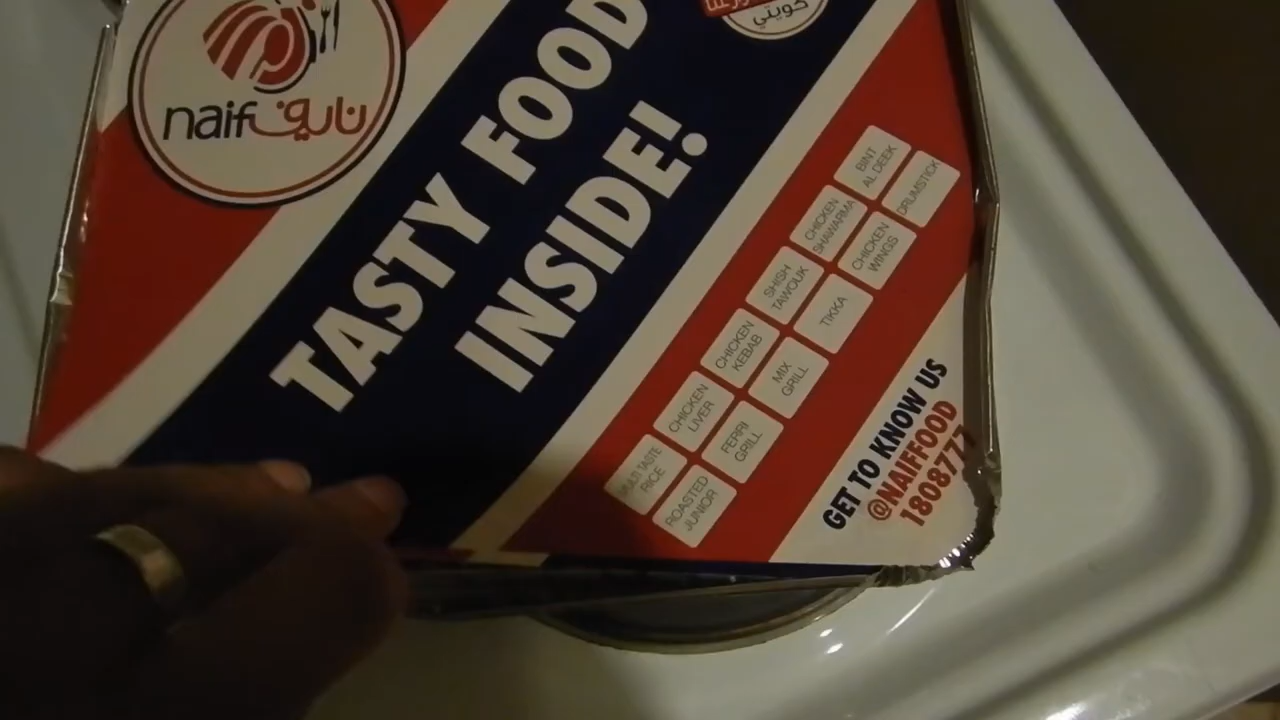 naif نايف
TASTY FOOD
INSIDE!
كويتي
BINT
AL DEEK
DRUMSTICK
CHICKEN
SHAWARMA
CHICKEN
WINGS
SHISH
TAWOUK
TIKKA
CHICKEN
KEBAB
MIX
GRILL
CHICKEN
LIVER
FERRI
GRILL
MULTI TASTE
RICE
ROASTED
JUNIOR
GET TO KNOW US
@NAIFFOOD
1808777